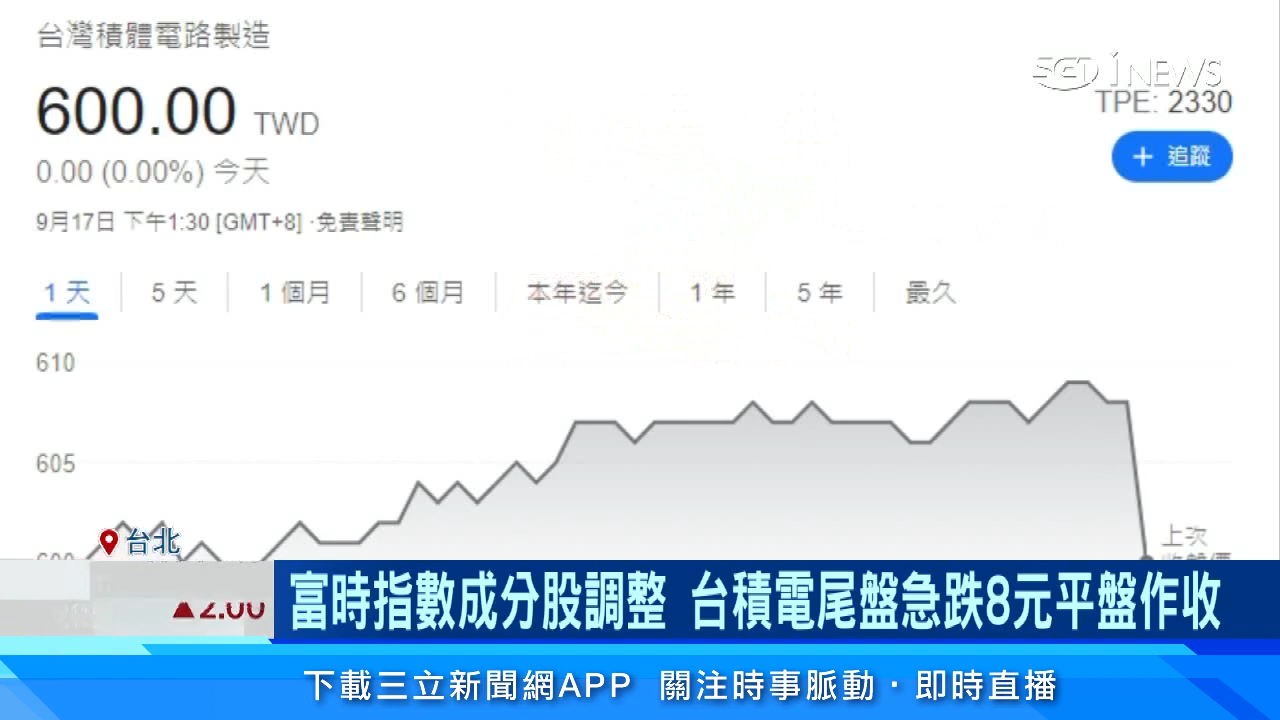 台灣積體電路製造
SET iNEWS
600.00 TWD
TPE: 2330
0.00 (0.00%) 今天
+ 追蹤
9月17日 下午1:30 [GMT+8] ·免責聲明
1 天 5 天 1 個月 6 個月 本年迄今 1 年 5 年 最久
610
605
600
上次
收盤價
台北
▲2.00
富時指數成分股調整 台積電尾盤急跌8元平盤作收
下載三立新聞網APP 關注時事脈動·即時直播